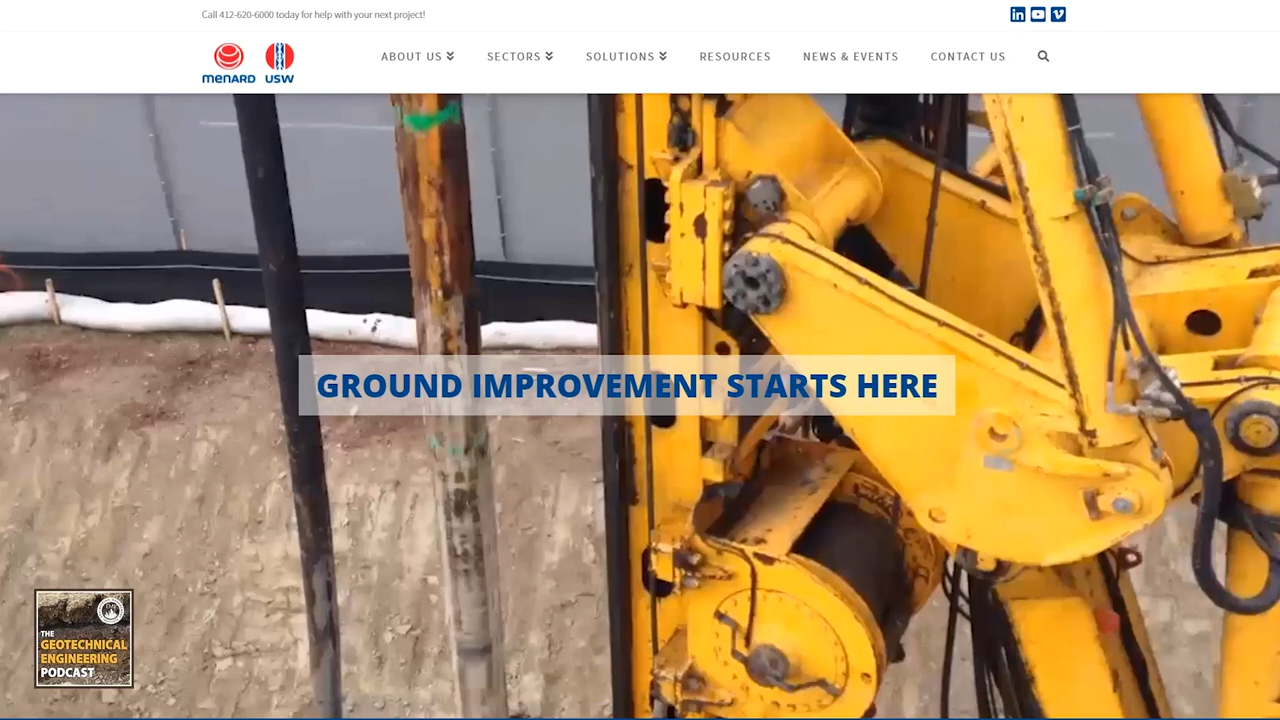 Call 412-620-6000 today for help with your next project!
menARD USW
ABOUT US SECTORS SOLUTIONS RESOURCES NEWS & EVENTS CONTACT US
GROUND IMPROVEMENT STARTS HERE
THE
GEOTECHNICAL
ENGINEERING
PODCAST